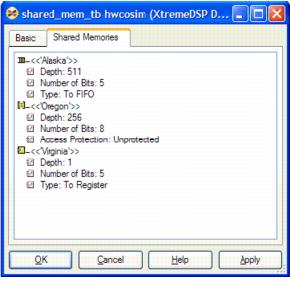 shared_mem_tb hwcosim (XtremeDSP D...
Basic
Shared Memories
<<'Alaska'>>
Depth: 511
Number of Bits: 5
Type: To FIFO
<<'Oregon'>>
Depth: 256
Number of Bits: 8
Access Protection: Unprotected
<<'Virginia'>>
Depth: 1
Number of Bits: 5
Type: To Register
OK Cancel Help Apply